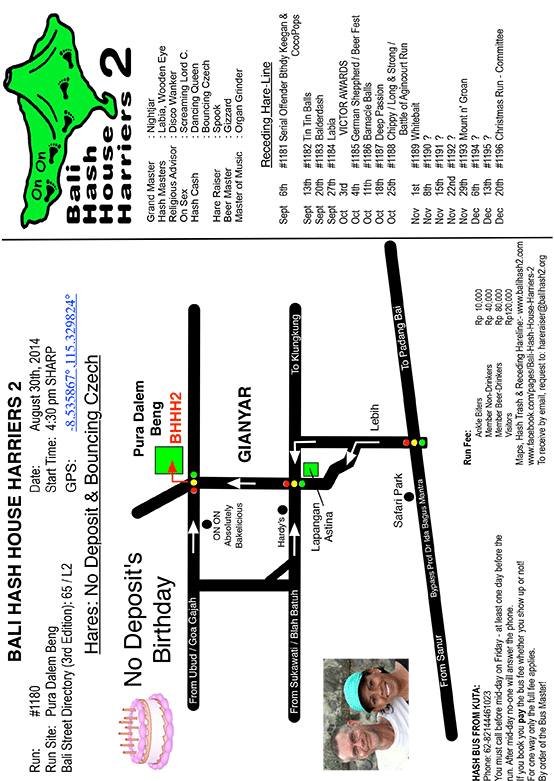 BALI HASH HOUSE HARRIERS 2
Run: #1180
Run Site: Pura Dalem Beng
Bali Street Directory (3rd Edition): 65 / L2
Date: August 30th, 2014
Start Time: 4:30 pm SHARP
GPS: -8.535867° ,115.329824°
Hares: No Deposit & Bouncing Czech
No Deposit's
Birthday
Pura Dalem
Beng
BHHH2
GIANYAR
From Ubud / Goa Gajah
ON ON
Absolutely
Bakelicious
Hardy's
Lapangan
Astina
To Klungkung
From Sukawati / Blah Batuh
Lebih
Safari Park
To Padang Bai
Bypass Prof Dr Ida Bagus Mantra
From Sanur
HASH BUS FROM KUTA:
Phone: 62-82144461023
You must call before mid-day on Friday - at least one day before the
run. After mid-day no-one will answer the phone.
If you book you pay the bus fee whether you show up or not!
For one way only the full fee applies.
By order of the Bus Master!
Run Fee:
Ankle Biters Rp 10,000
Member Non-Drinkers Rp 40,000
Member Beer-Drinkers Rp 80,000
Visitors Rp120,000
Maps, Hash Trash & Receding Hareline:- www.balihash2.com
www.facebook.com/pages/Bali-Hash-House-Harriers-2
To receive by email, request to: hareraiser@balihash2.org
On On
Bali
Hash
House
Harriers 2
Grand Master : Nightjar
Hash Masters : Labia, Wooden Eye
Religious Advisor : Disco Wanker
On Sex : Screaming Lord C.
Hash Cash : Dancing Queen
: Bouncing Czech
Hare Raiser : Spook
Beer Master : Gizzard
Master of Music : Organ Grinder
Receding Hare-Line
Sept 6th #1181 Serial Offender Bthdy Keegan &
CocoPops
Sept 13th #1182 Tin Tin Balls
Sept 20th #1183 Balderdash
Sept 27th #1184 Labia
Oct 3rd VICTOR AWARDS
Oct 4th #1185 German Sheppherd / Beer Fest
Oct 11th #1186 Barnacle Balls
Oct 18th #1187 Deep Passion
Oct 25th #1188 Chippy / Long & Strong /
Battle of Agincourt Run
Nov 1st #1189 Whitebait
Nov 8th #1190 ?
Nov 15th #1191 ?
Nov 22nd #1192 ?
Nov 29th #1193 Mount n' Groan
Dec 6th #1194 ?
Dec 13th #1195 ?
Dec 20th #1196 Christmas Run - Committee